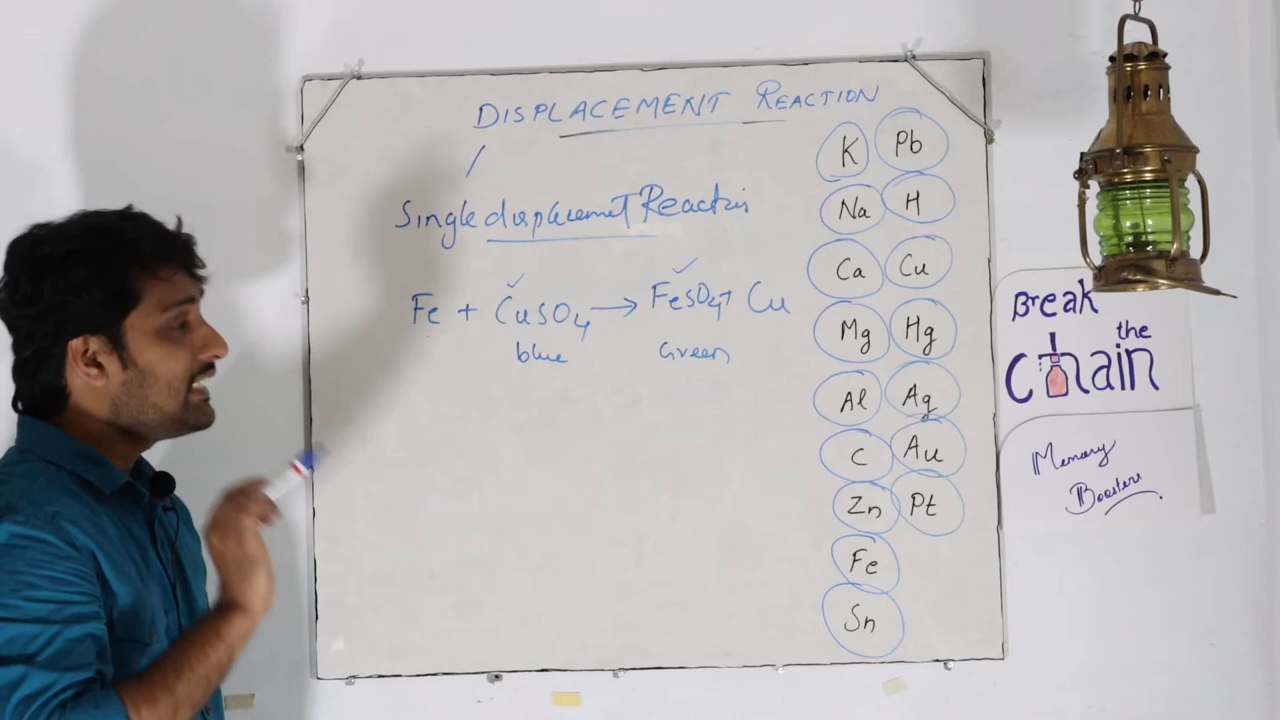 DISPLACEMENT REACTION
Single displacement Reaction
Fe + CuSO4 → FeSO4 + Cu
blue Green
K Pb
Na H
Ca Cu
Mg Hg
Al Ag
C Au
Zn Pt
Fe
Sn
Break
the
Chain
Memory
Boosters